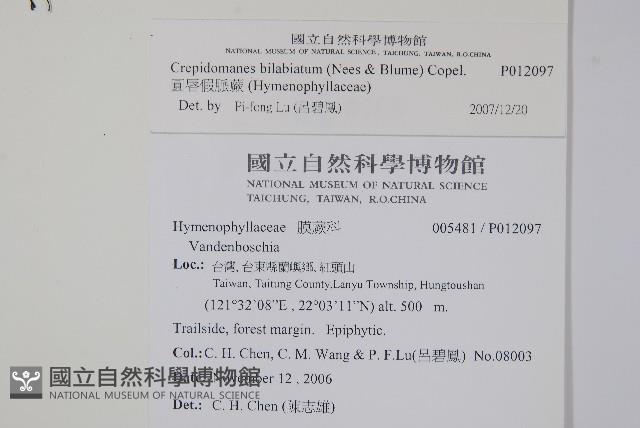 國立自然科學博物館
NATIONAL MUSEUM OF NATURAL SCIENCE, TAICHUNG, TAIWAN, R.O.CHINA
Crepidomanes bilabiatum (Nees & Blume) Copel. P012097
亘唇假脈蕨 (Hymenophyllaceae)
Det. by Pi-fong Lu (呂碧鳳) 2007/12/20
國立自然科學博物館
NATIONAL MUSEUM OF NATURAL SCIENCE
TAICHUNG, TAIWAN, R.O.CHINA
Hymenophyllaceae 膜蕨科 005481 / P012097
Vandenboschia
Loc.: 台灣, 台東縣蘭嶼鄉, 紅頭山
Taiwan, Taitung County,Lanyu Township, Hungtoushan
(121°32'08"E , 22°03'11"N) alt. 500 m.
Trailside, forest margin. Epiphytic.
Col.: C. H. Chen, C. M. Wang & P. F.Lu(呂碧鳳) No.08003
Date: November 12 , 2006
Det.: C. H. Chen (陳志雄)
國立自然科學博物館
NATIONAL MUSEUM OF NATURAL SCIENCE